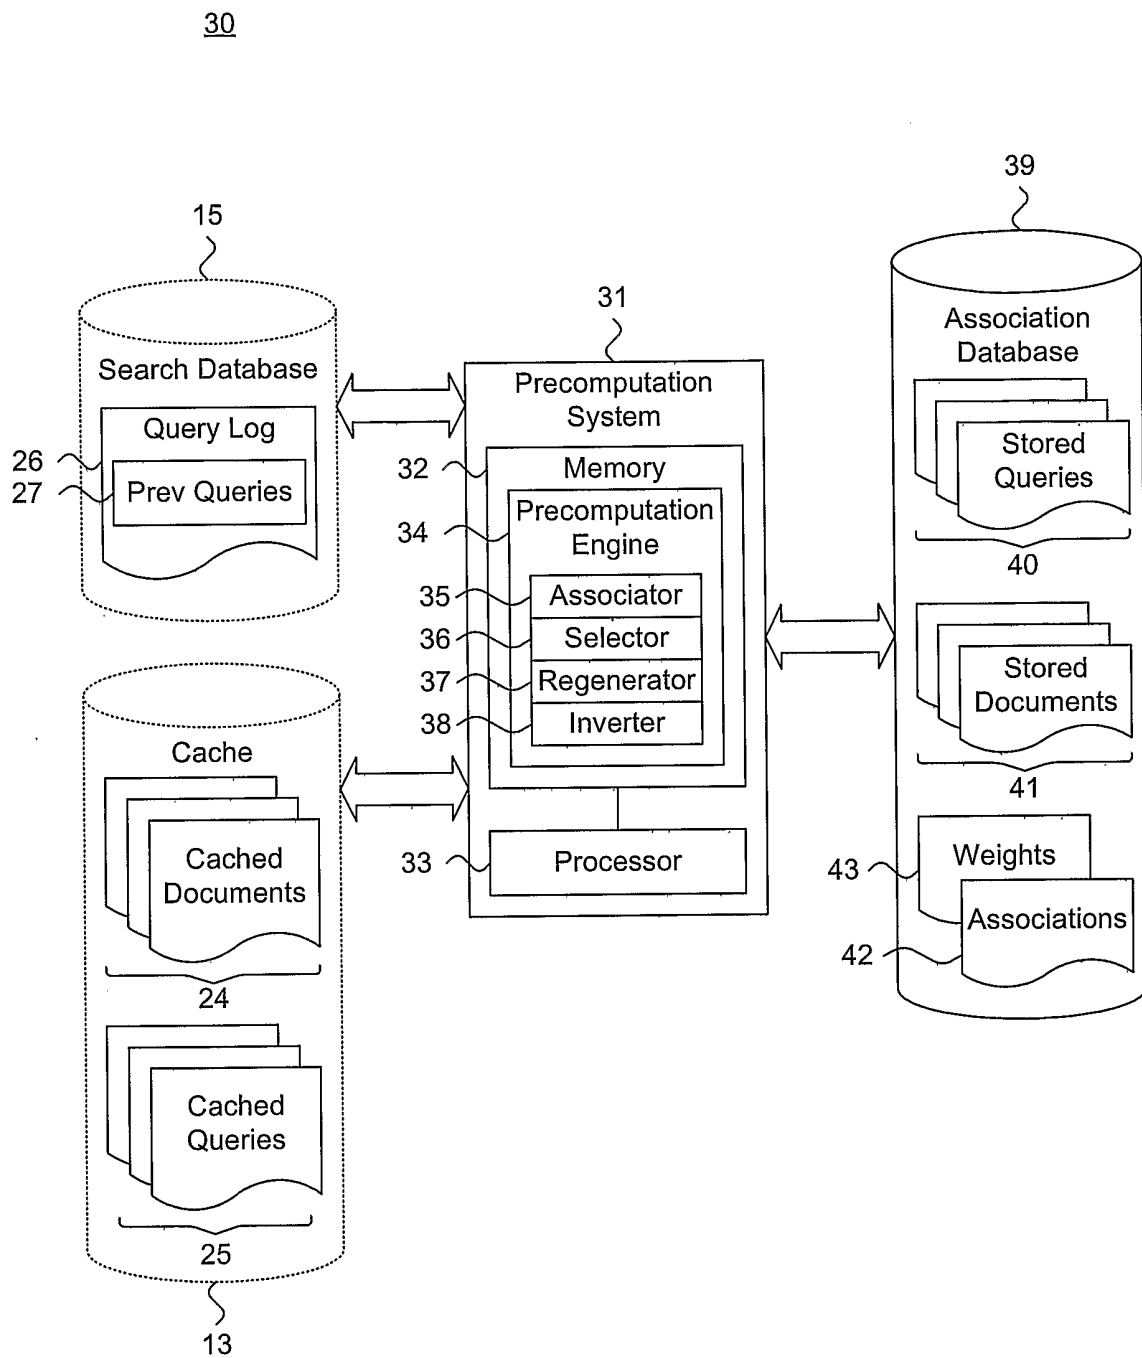 30
15
Search Database
Query Log
26
27
Prev Queries
Cache
Cached
Documents
24
Cached
Queries
25
13
31
Precomputation
System
32
Memory
34
Precomputation
Engine
35
Associator
36
Selector
37
Regenerator
38
Inverter
33
Processor
39
Association
Database
Stored
Queries
40
Stored
Documents
41
43
Weights
42
Associations